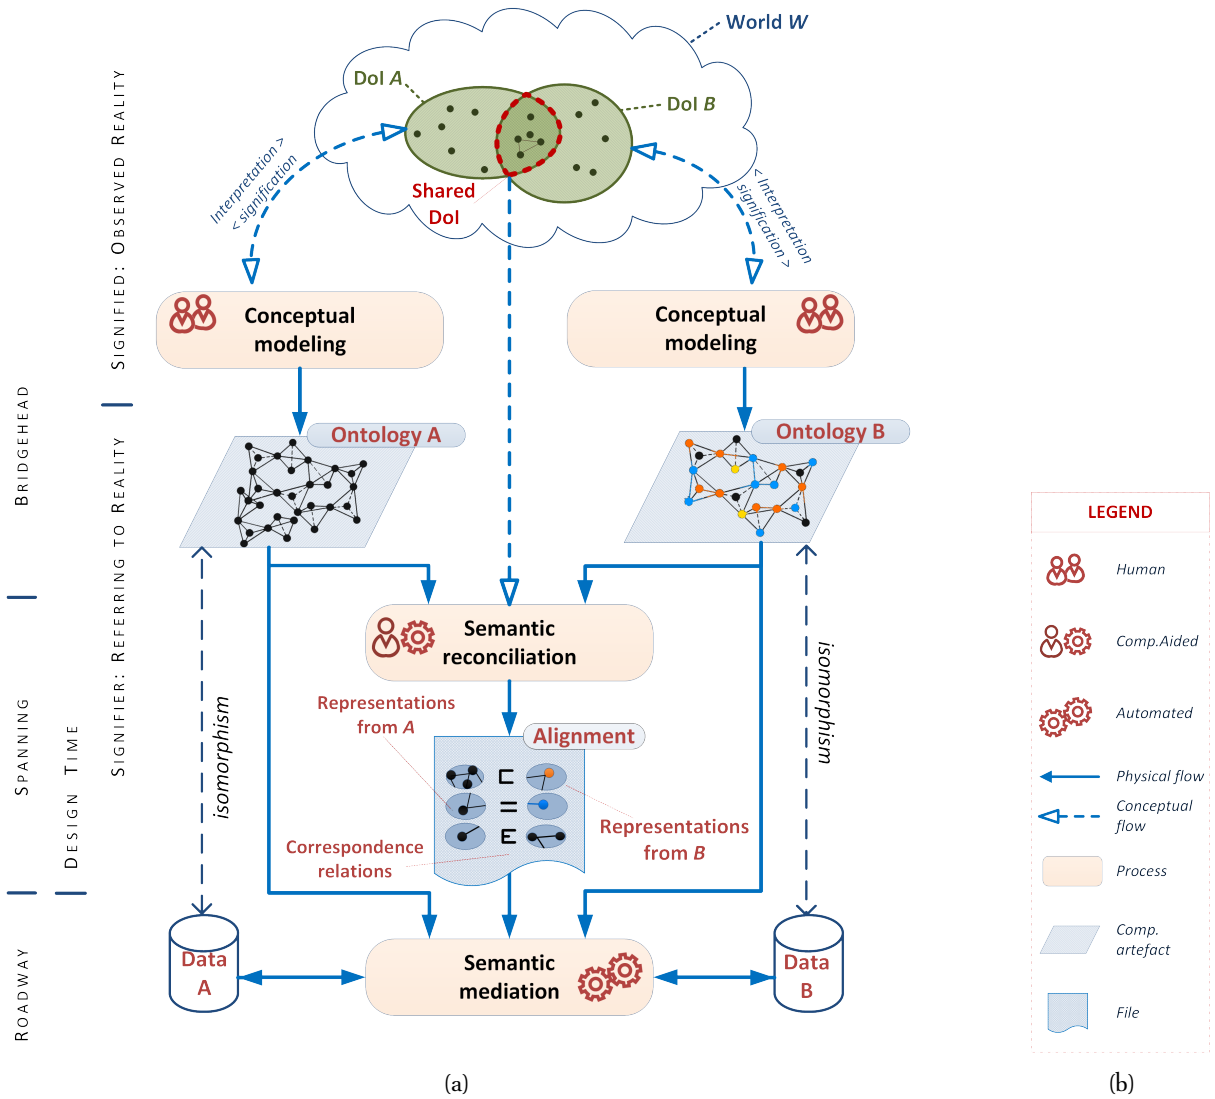 World W
DoI A
DoI B
Shared
DoI
Interpretation >
< signification
< Interpretation
signification >
Conceptual
modeling
Conceptual
modeling
Ontology A
Ontology B
Semantic
reconciliation
isomorphism
isomorphism
Representations
from A
Alignment
⊏
=
∈
Representations
from B
Correspondence
relations
Data
A
Semantic
mediation
Data
B
BRIDGEHEAD
SPANNING
ROADWAY
DESIGN TIME
SIGNIFIED: OBSERVED REALITY
SIGNIFIER: REFERRING TO REALITY
(a)
LEGEND
Human
Comp.Aided
Automated
Physical flow
Conceptual
flow
Process
Comp.
artefact
File
(b)